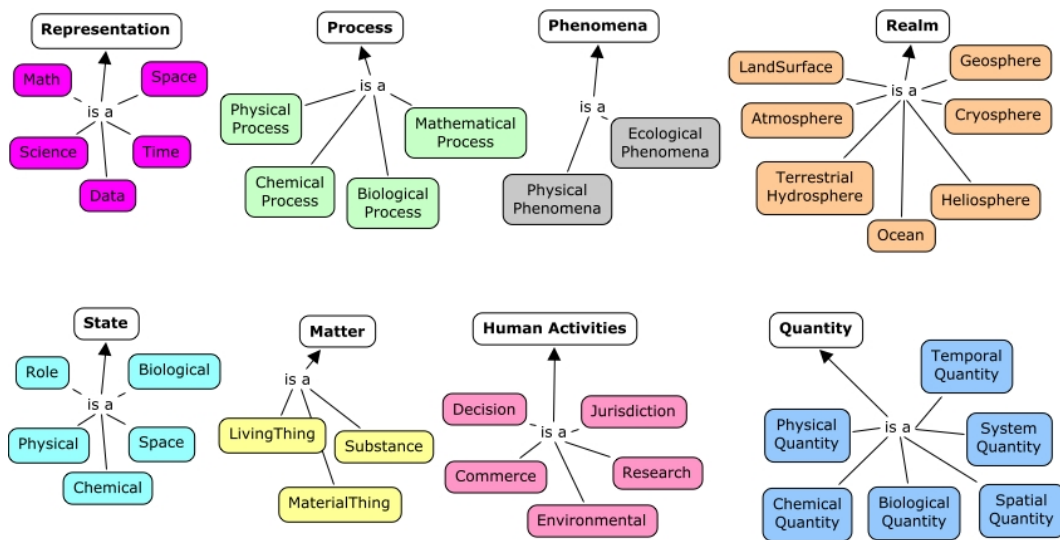 Representation
Math
Space
is a
Science
Time
Data
Process
is a
Physical
Process
Mathematical
Process
Chemical
Process
Biological
Process
Phenomena
is a
Ecological
Phenomena
Physical
Phenomena
Realm
LandSurface
Geosphere
is a
Atmosphere
Cryosphere
Terrestrial
Hydrosphere
Heliosphere
Ocean
State
Role
Biological
is a
Physical
Space
Chemical
Matter
is a
LivingThing
Substance
MaterialThing
Human Activities
Decision
Jurisdiction
is a
Commerce
Research
Environmental
Quantity
Temporal
Quantity
is a
Physical
Quantity
System
Quantity
Chemical
Quantity
Biological
Quantity
Spatial
Quantity